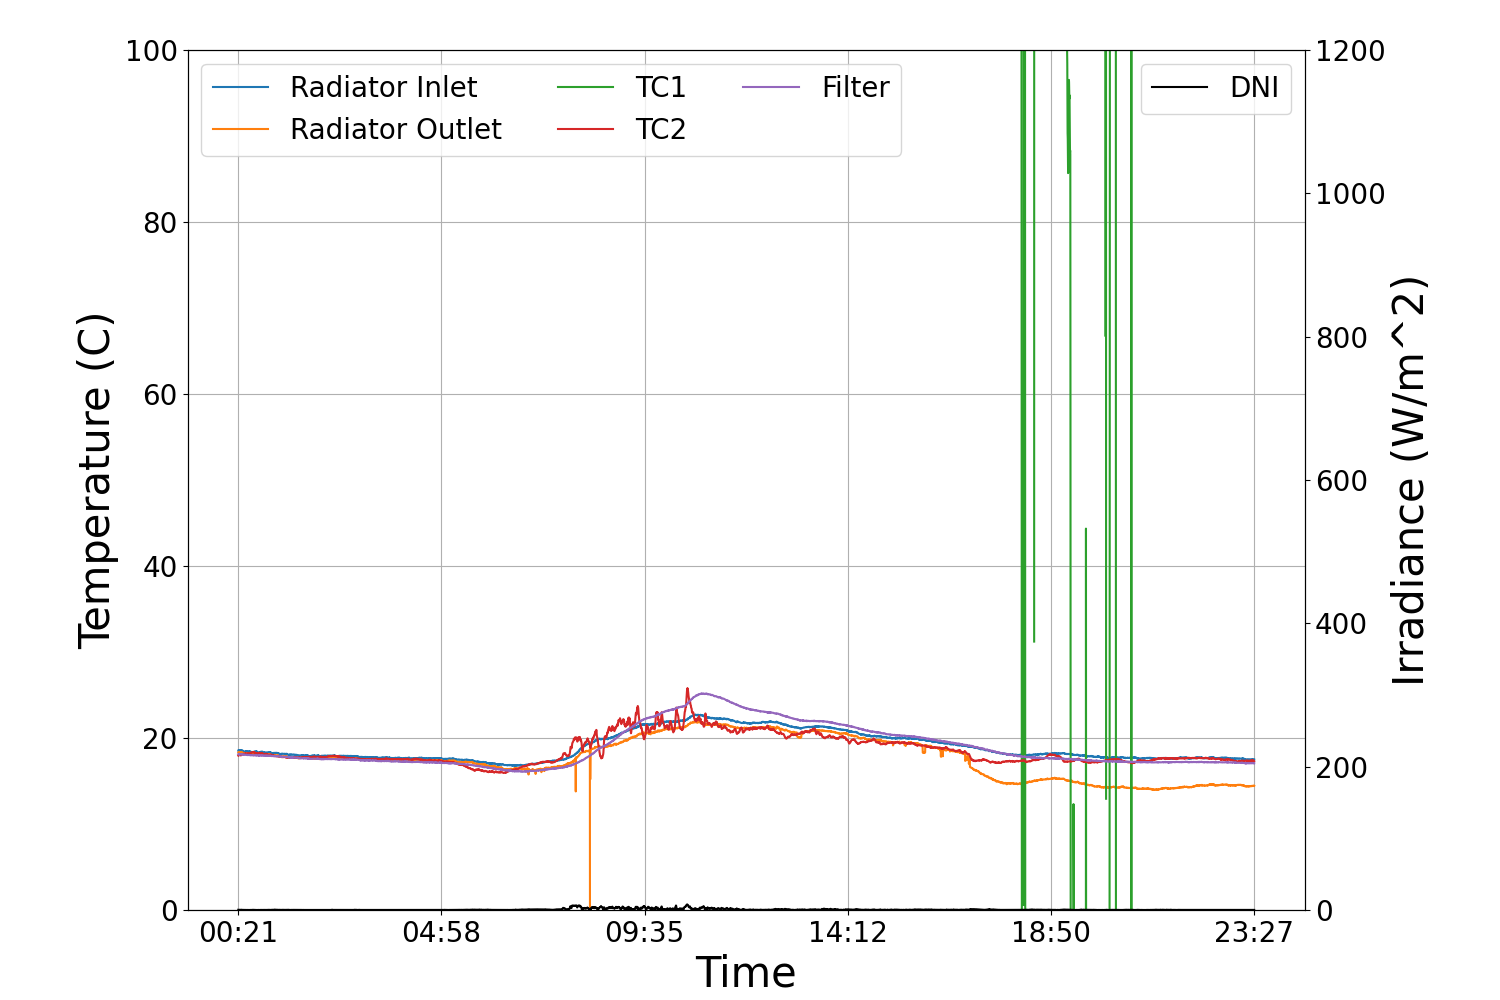 Radiator Inlet
Radiator Outlet
TC1
TC2
Filter
DNI
Temperature (C)
100
80
60
40
20
0
Irradiance (W/m^2)
1200
1000
800
600
400
200
0
00:21 04:58 09:35 14:12 18:50 23:27
Time